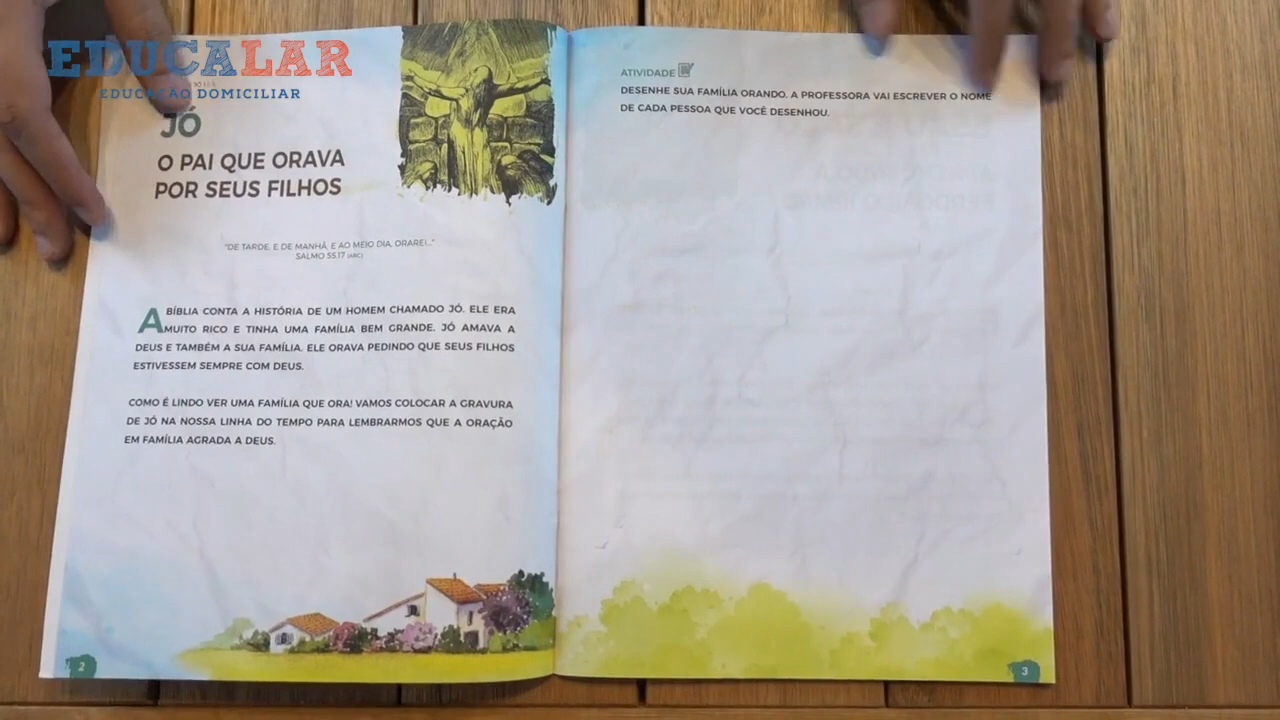 EDUCALAR
EDUCAÇÃO DOMICILIAR
JÓ
O PAI QUE ORAVA
POR SEUS FILHOS
"DE TARDE, E DE MANHÃ, E AO MEIO DIA, ORAREI..."
SALMO 55.17 (ARC)
A BÍBLIA CONTA A HISTÓRIA DE UM HOMEM CHAMADO JÓ. ELE ERA
MUITO RICO E TINHA UMA FAMÍLIA BEM GRANDE. JÓ AMAVA A
DEUS E TAMBÉM A SUA FAMÍLIA. ELE ORAVA PEDINDO QUE SEUS FILHOS
ESTIVESSEM SEMPRE COM DEUS.
COMO É LINDO VER UMA FAMÍLIA QUE ORA! VAMOS COLOCAR A GRAVURA
DE JÓ NA NOSSA LINHA DO TEMPO PARA LEMBRARMOS QUE A ORAÇÃO
EM FAMÍLIA AGRADA A DEUS.
2
ATIVIDADE
DESENHE SUA FAMÍLIA ORANDO. A PROFESSORA VAI ESCREVER O NOME
DE CADA PESSOA QUE VOCÊ DESENHOU.
3